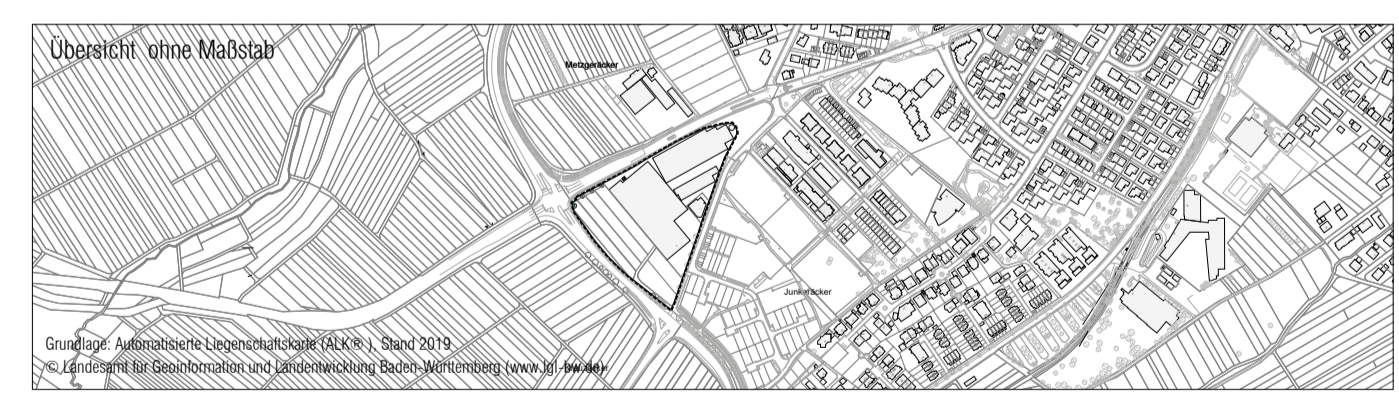 Übersicht ohne Maßstab
Metzgeräcker
Junkeräcker
Grundlage: Automatisierte Liegenschaftskarte (ALK® ), Stand 2019
© Landesamt für Geoinformation und Landentwicklung Baden-Württemberg (www.lgl-bw.de)